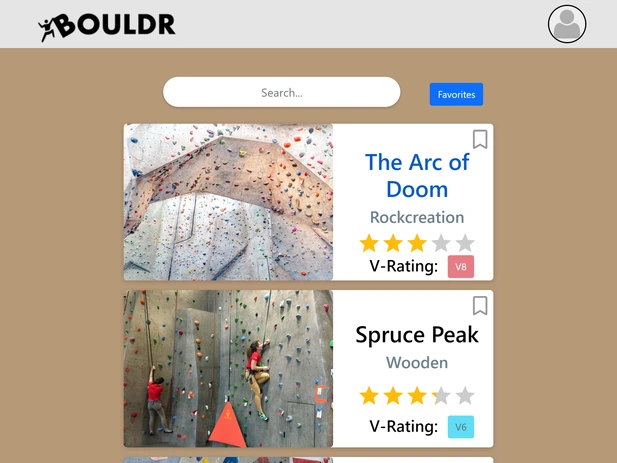 BOULDR
Search...
Favorites
The Arc of
Doom
Rockcreation
V-Rating: V8
Spruce Peak
Wooden
V-Rating: V6